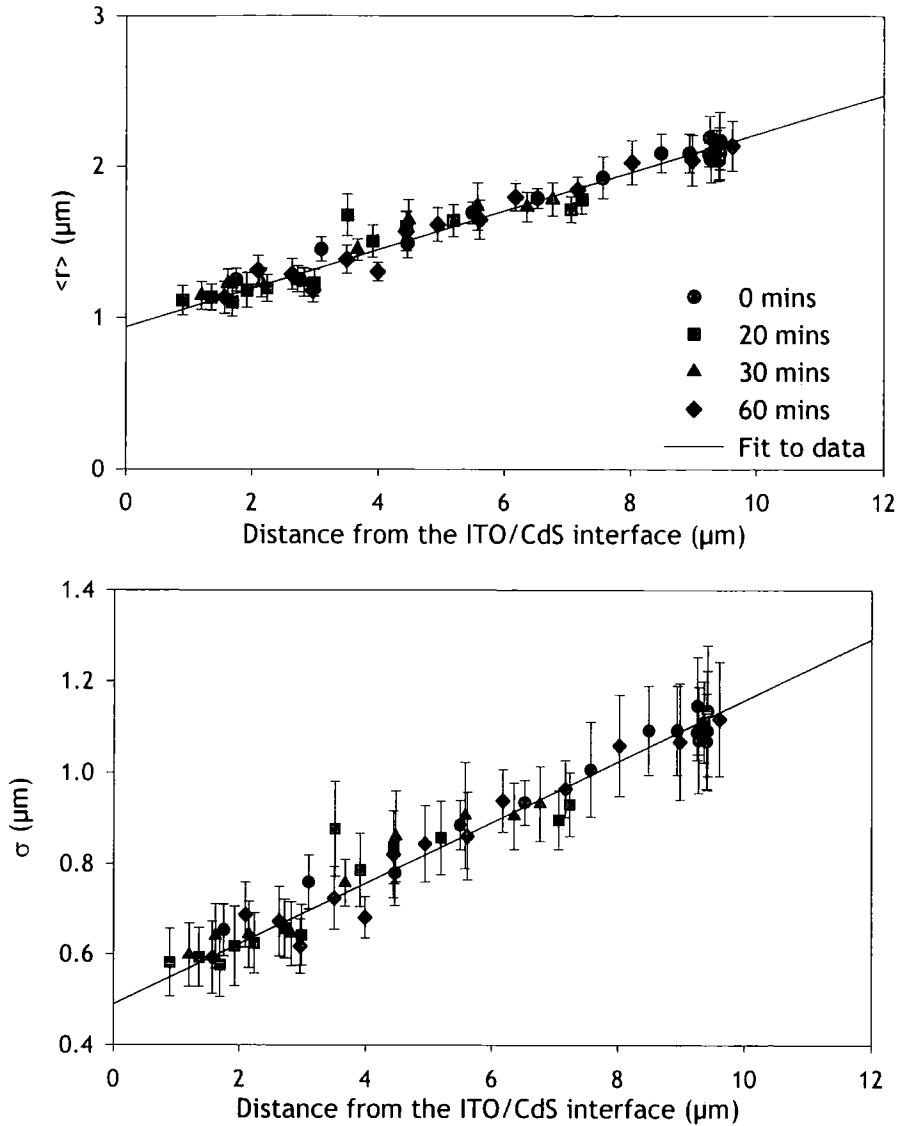 3
2
1
0
<r> (µm)
0 mins
20 mins
30 mins
60 mins
Fit to data
0 2 4 6 8 10 12
Distance from the ITO/CdS interface (µm)
1.4
1.2
1.0
0.8
0.6
0.4
σ (µm)
0 2 4 6 8 10 12
Distance from the ITO/CdS interface (µm)